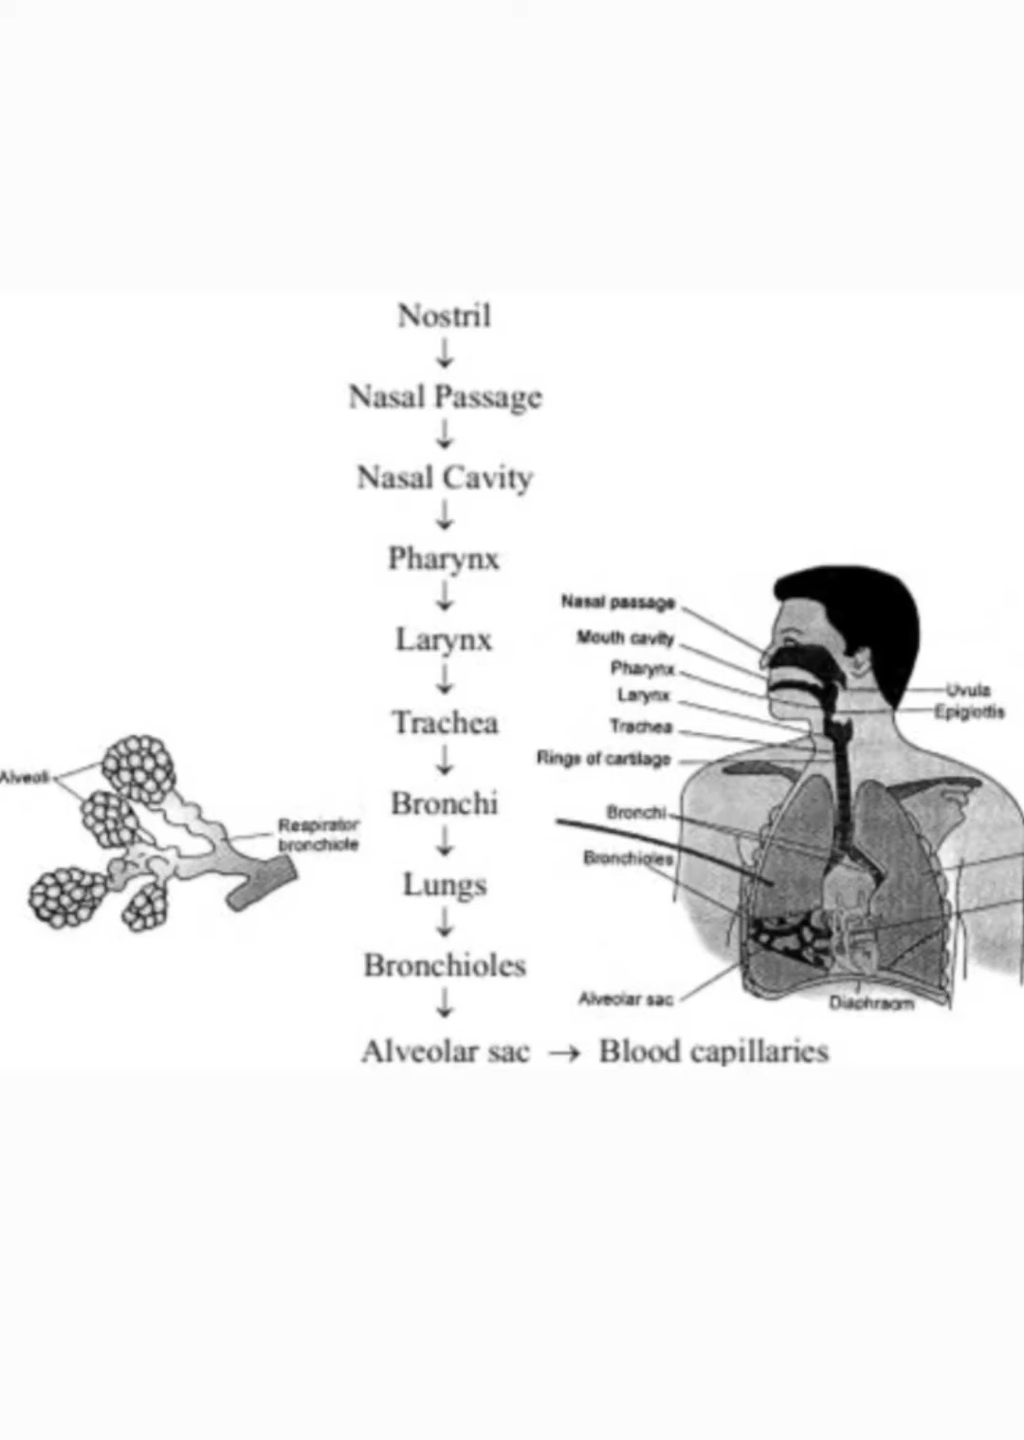 Nostril
↓
Nasal Passage
↓
Nasal Cavity
↓
Pharynx
↓
Larynx
↓
Trachea
↓
Bronchi
↓
Lungs
↓
Bronchioles
↓
Alveolar sac → Blood capillaries
Alveoli
Respirator
bronchiole
Nasal passage
Mouth cavity
Pharynx
Larynx
Trachea
Rings of cartilage
Bronchi
Bronchioles
Alveolar sac
Uvula
Epiglottis
Diaphragm